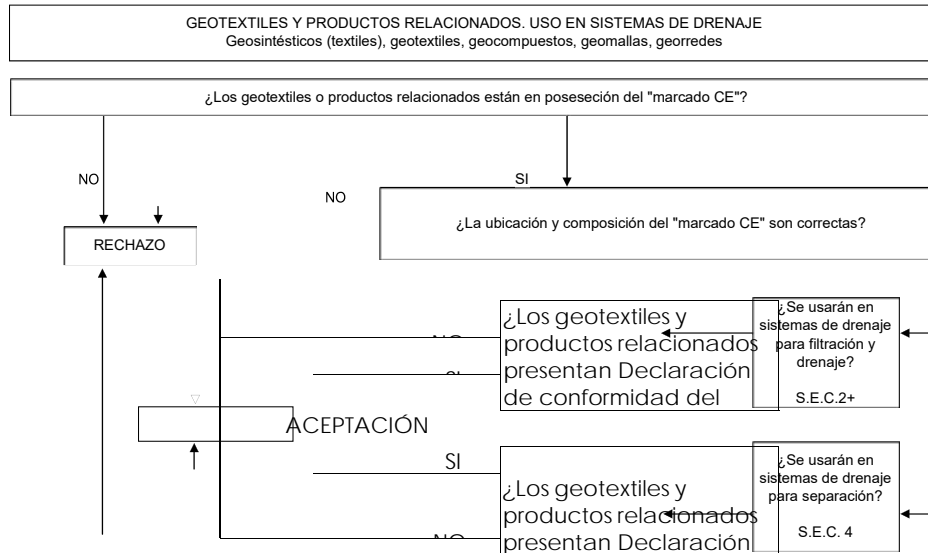 GEOTEXTILES Y PRODUCTOS RELACIONADOS. USO EN SISTEMAS DE DRENAJE
Geosintésticos (textiles), geotextiles, geocompuestos, geomallas, georredes
¿Los geotextiles o productos relacionados están en poseseción del "marcado CE"?
NO
SI
NO
¿La ubicación y composición del "marcado CE" son correctas?
RECHAZO
NO
¿Los geotextiles y
productos relacionados
presentan Declaración
de conformidad del
¿Se usarán en
sistemas de drenaje
para filtración y
drenaje?
S.E.C.2+
SI
ACEPTACIÓN
SI
¿Los geotextiles y
productos relacionados
presentan Declaración
¿Se usarán en
sistemas de drenaje
para separación?
S.E.C. 4
NO